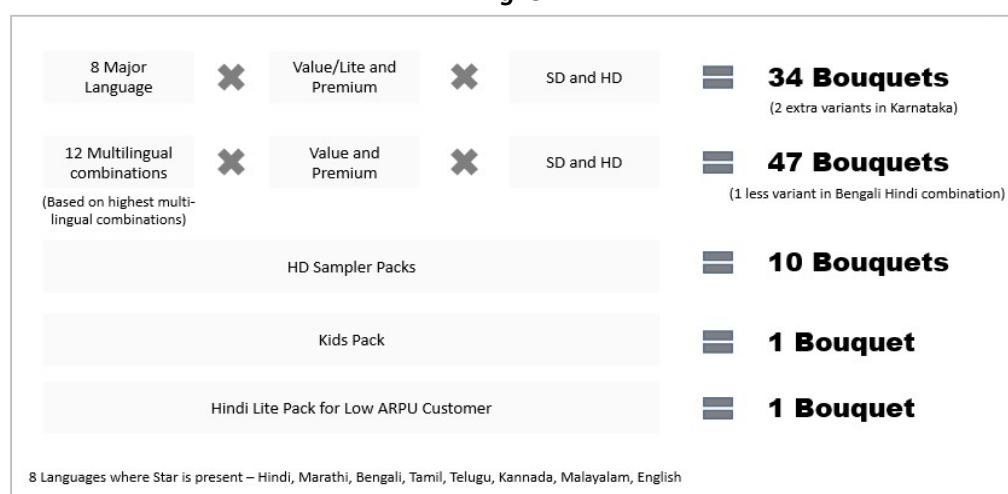 8 Major
Language
Value/Lite and
Premium
SD and HD
34 Bouquets
(2 extra variants in Karnataka)
12 Multilingual
combinations
Value and
Premium
SD and HD
47 Bouquets
(1 less variant in Bengali Hindi combination)
(Based on highest multi-
lingual combinations)
HD Sampler Packs
10 Bouquets
Kids Pack
1 Bouquet
Hindi Lite Pack for Low ARPU Customer
1 Bouquet
8 Languages where Star is present – Hindi, Marathi, Bengali, Tamil, Telugu, Kannada, Malayalam, English